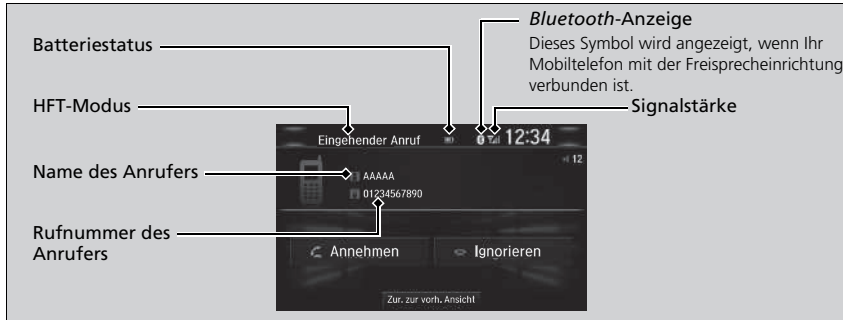 Bluetooth-Anzeige
Dieses Symbol wird angezeigt, wenn Ihr
Mobiltelefon mit der Freisprecheinrichtung
verbunden ist.
Batteriestatus
HFT-Modus
Signalstärke
Name des Anrufers
Rufnummer des
Anrufers
Eingehender Anruf 12:34
12
AAAAA
01234567890
Annehmen Ignorieren
Zur. zur vorh. Ansicht